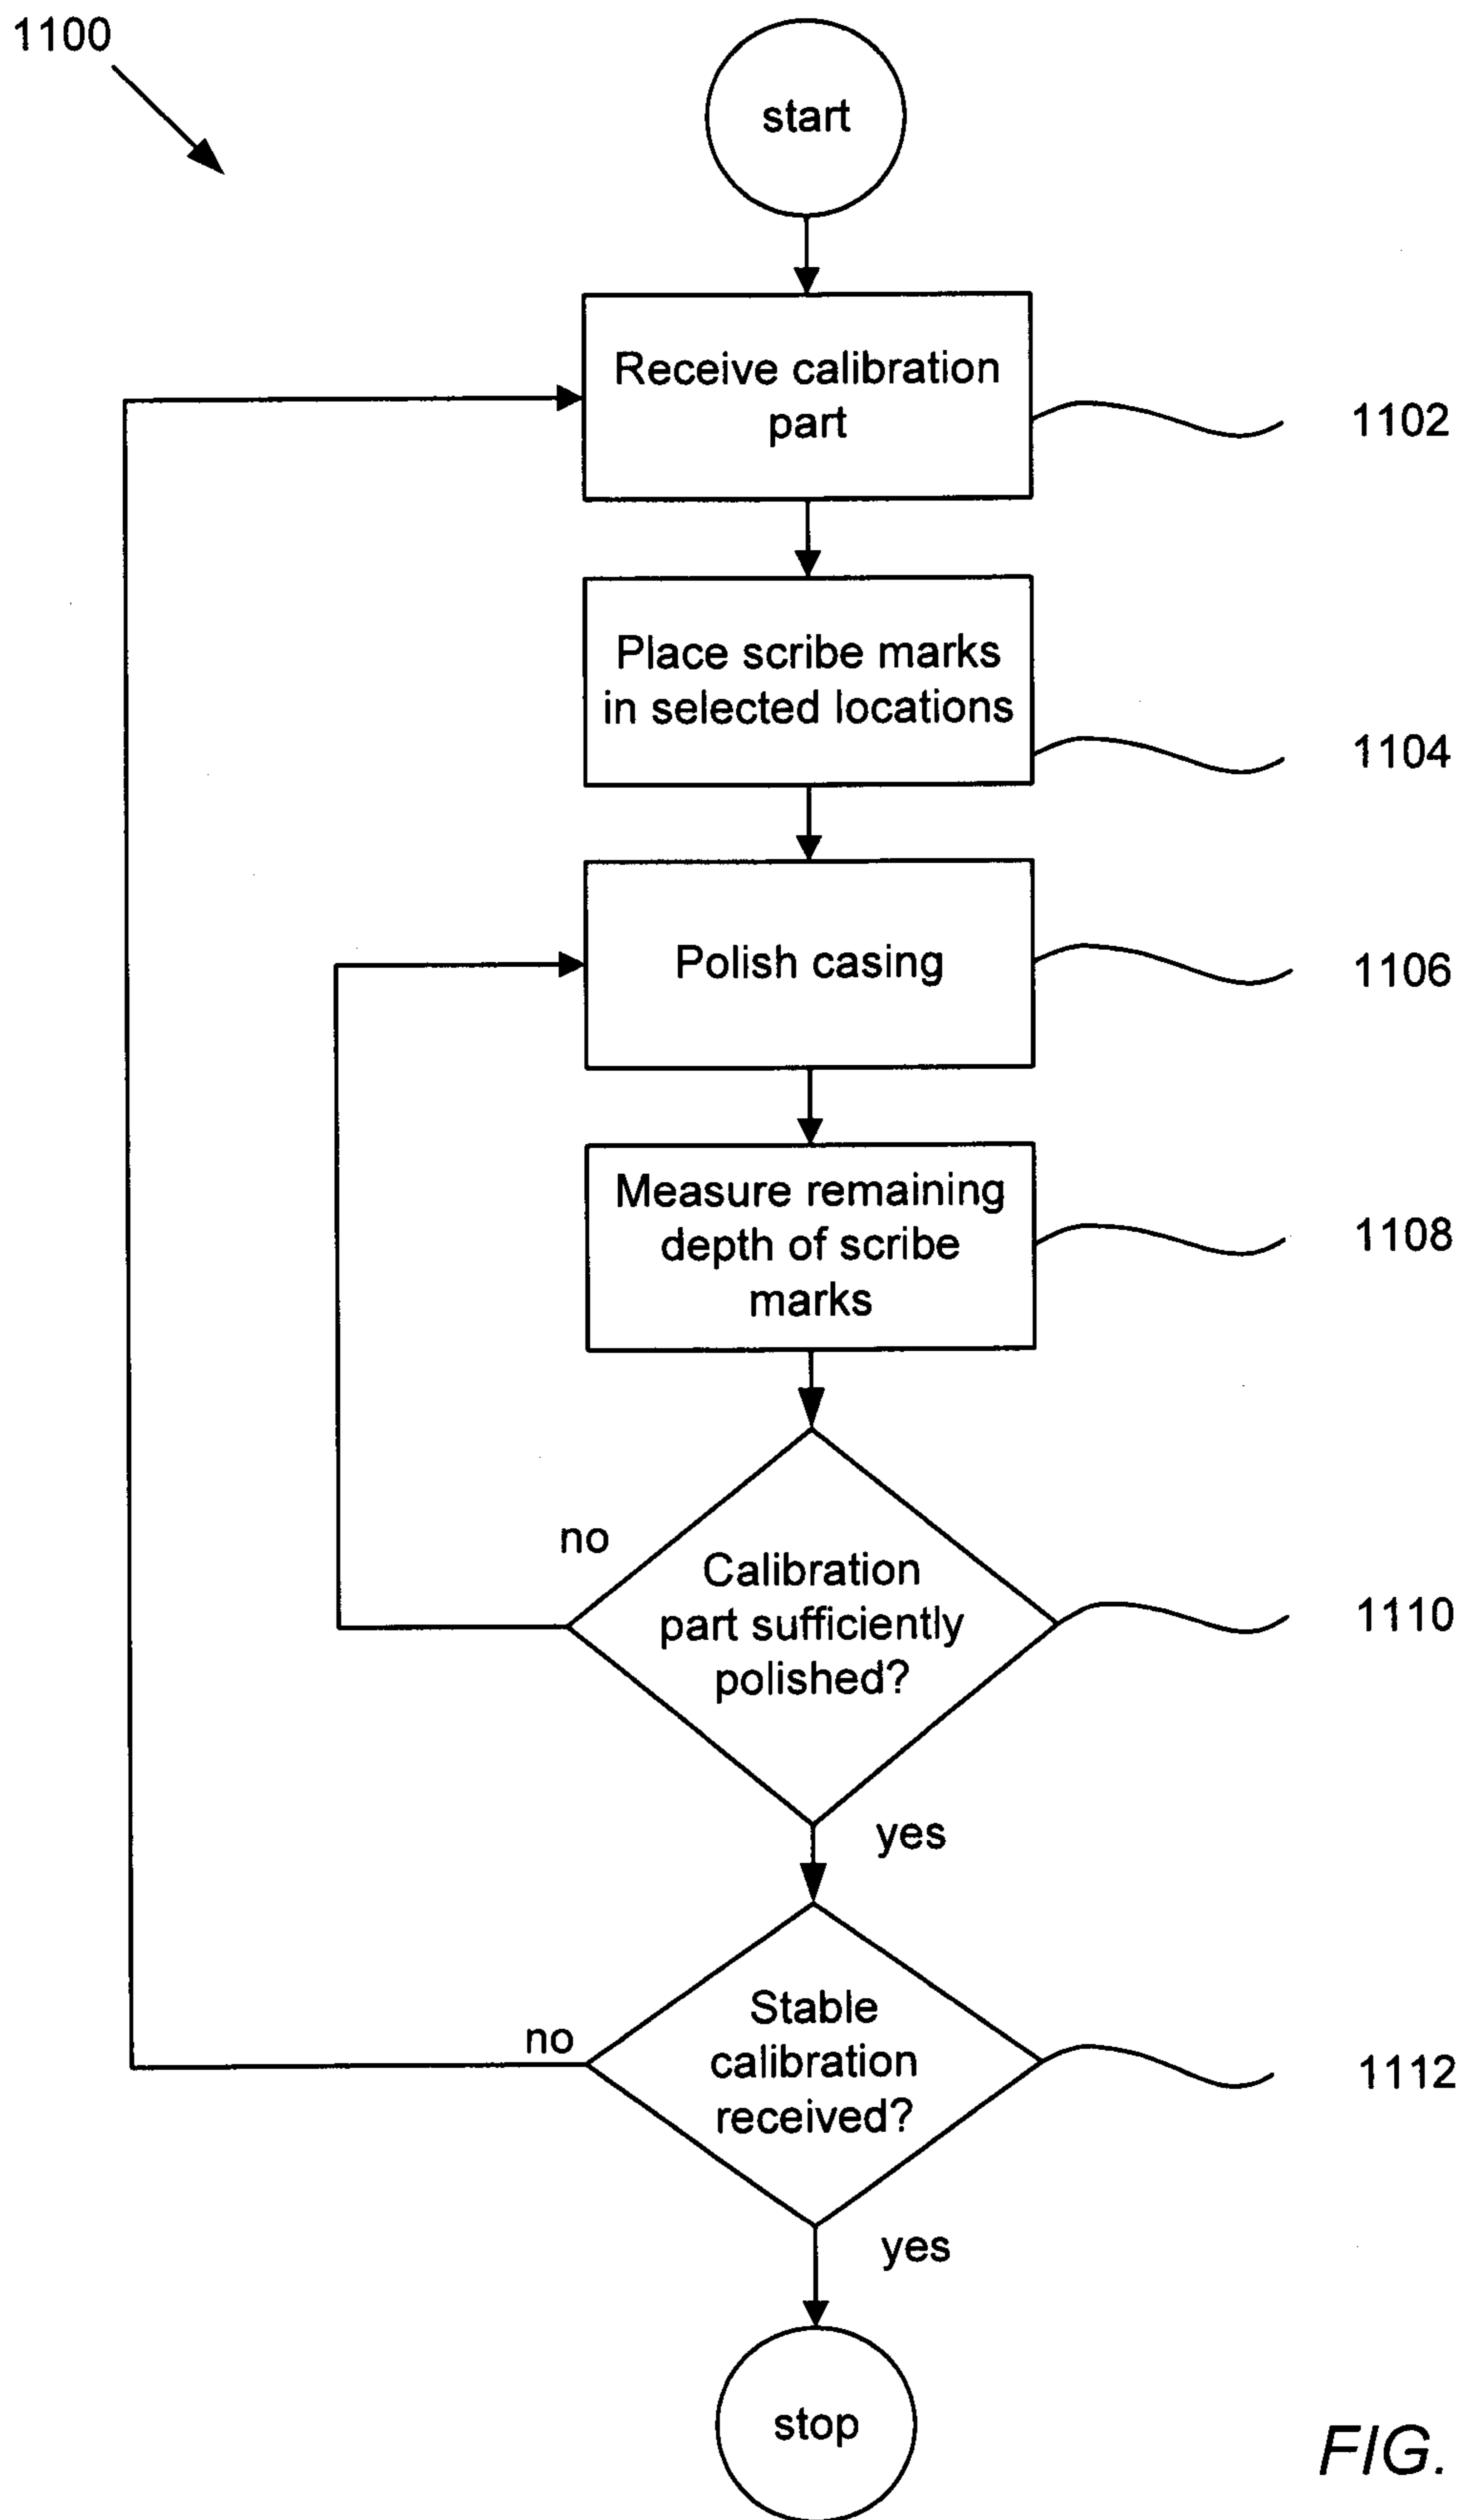 1100
start
Receive calibration
part
1102
Place scribe marks
in selected locations
1104
Polish casing
1106
Measure remaining
depth of scribe
marks
1108
no
Calibration
part sufficiently
polished?
1110
yes
no
Stable
calibration
received?
1112
yes
stop
FIG.